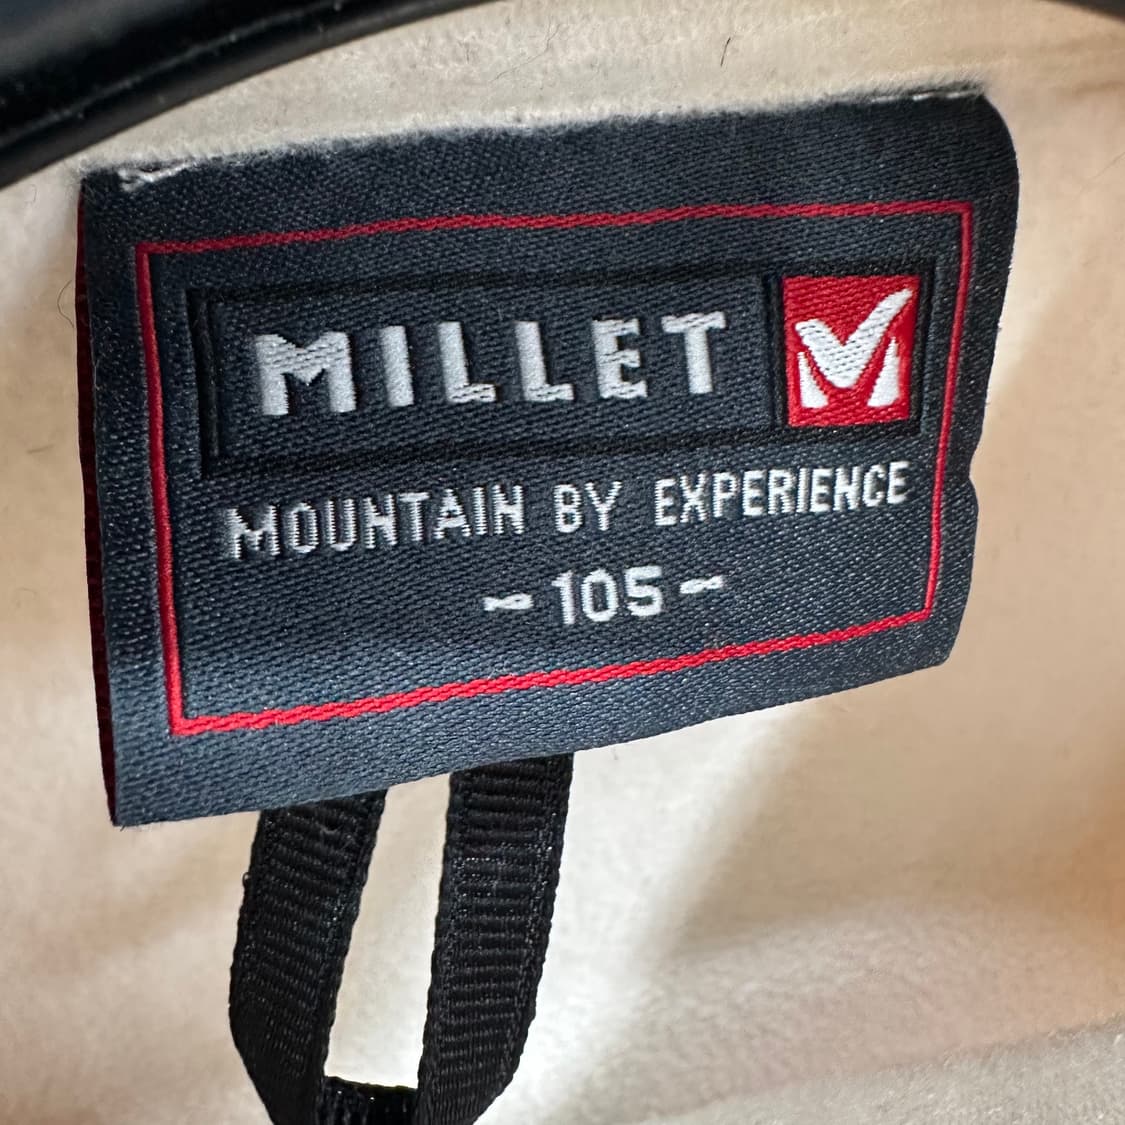 MILLET M
MOUNTAIN BY EXPERIENCE
~105~